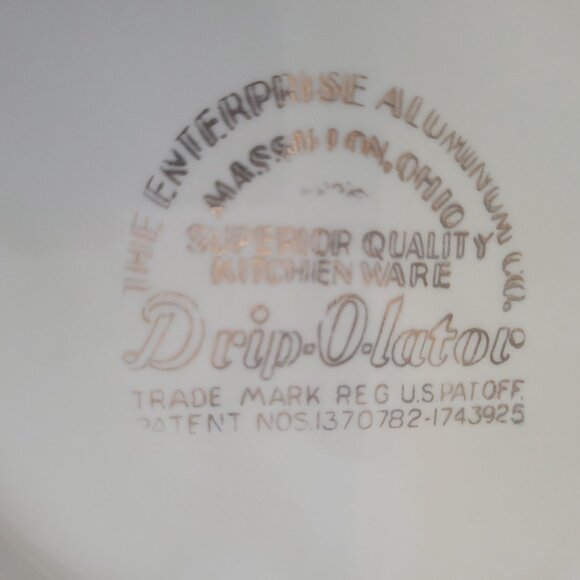 THE ENTERPRISE ALUMINUM CO.
MASSILLON, OHIO
SUPERIOR QUALITY
KITCHEN WARE
Drip-O-lator
TRADE MARK REG U.S. PAT. OFF.
PATENT NOS. 1370782-1743925